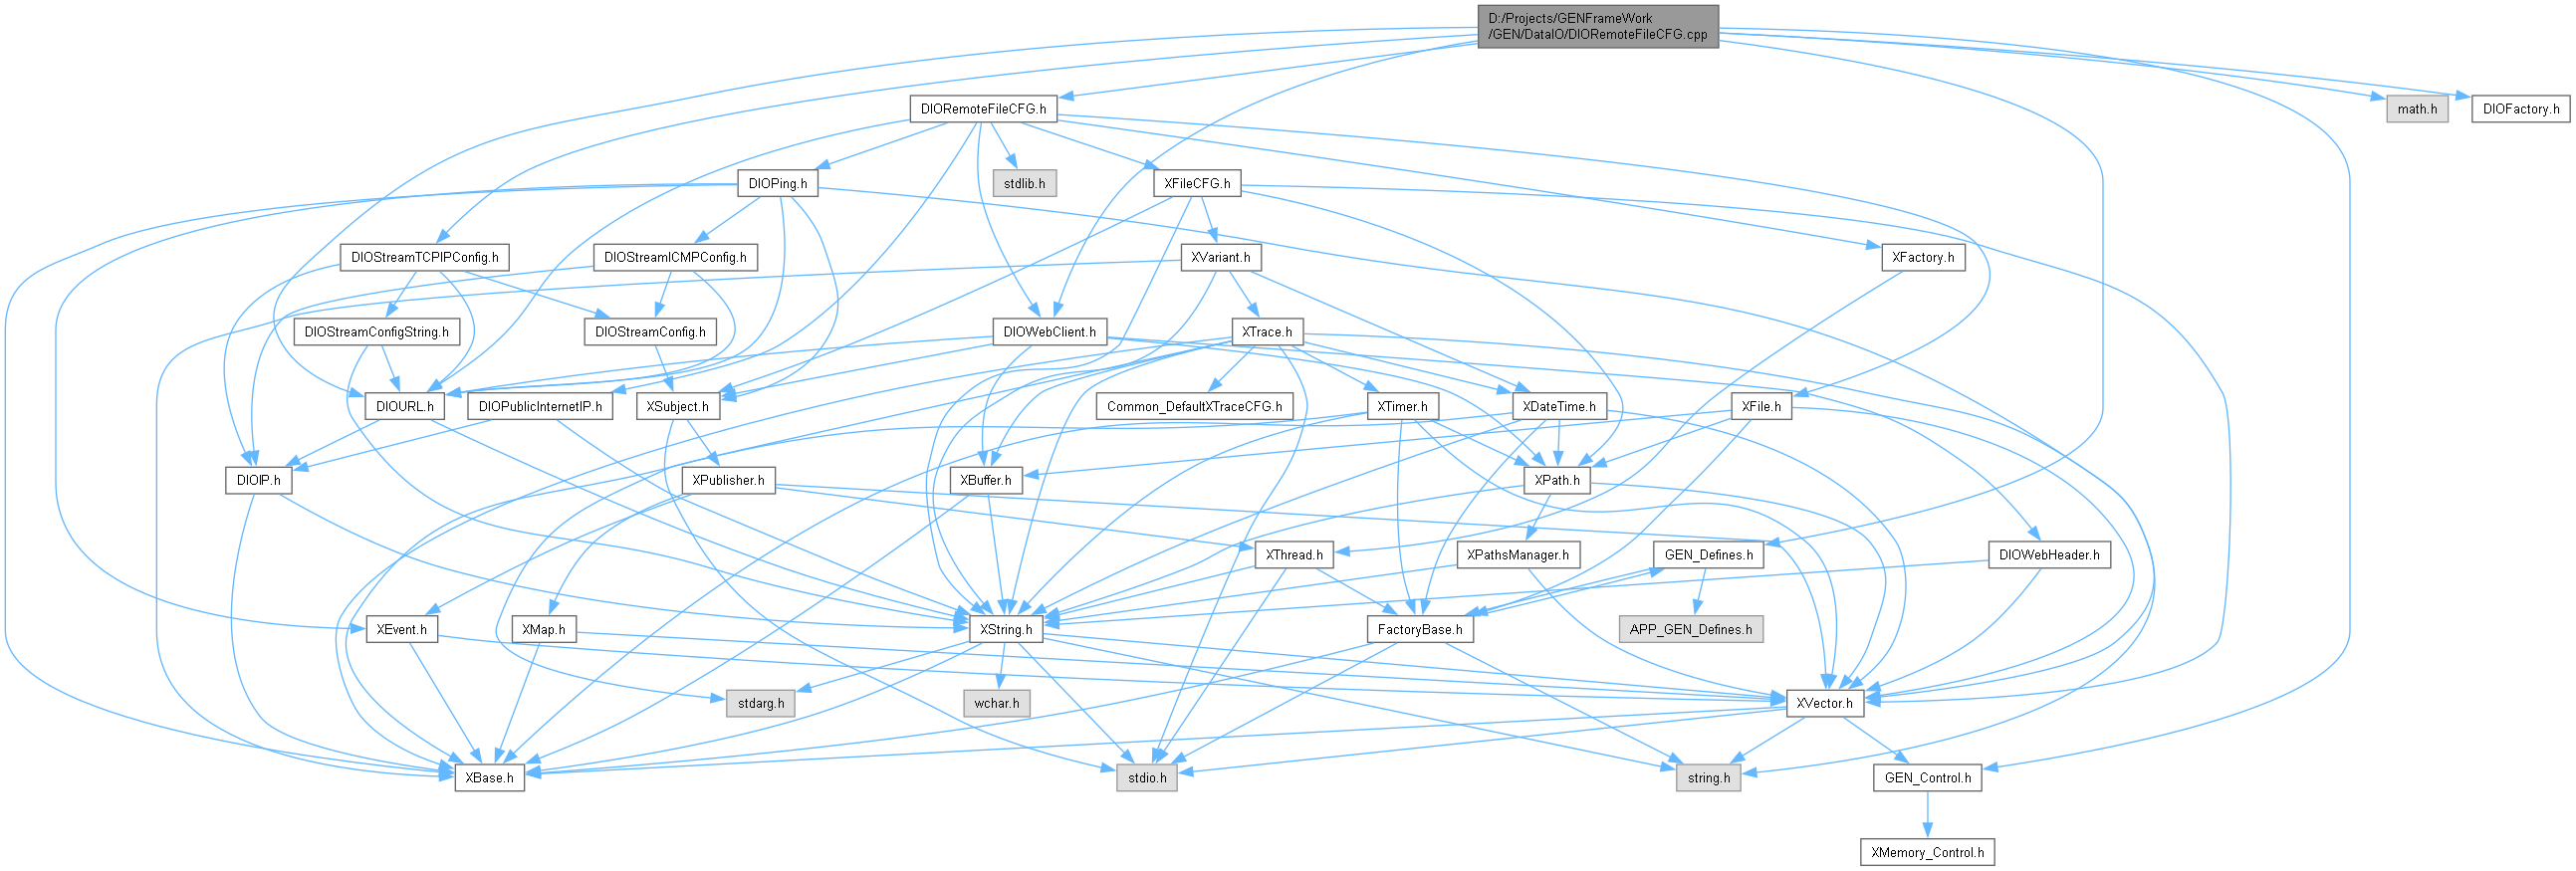 D:/Projects/GENFrameWork
/GEN/DataIO/DIORemoteFileCFG.cpp
DIORemoteFileCFG.h
math.h
DIOFactory.h
DIOPing.h
stdlib.h
XFileCFG.h
DIOStreamTCPIPConfig.h
DIOStreamICMPConfig.h
XVariant.h
XFactory.h
DIOStreamConfigString.h
DIOStreamConfig.h
DIOWebClient.h
XTrace.h
DIOURL.h
DIOPublicInternetIP.h
XSubject.h
Common_DefaultXTraceCFG.h
XTimer.h
XDateTime.h
XFile.h
DIOIP.h
XPublisher.h
XBuffer.h
XPath.h
XThread.h
XPathsManager.h
GEN_Defines.h
DIOWebHeader.h
XEvent.h
XMap.h
XString.h
FactoryBase.h
APP_GEN_Defines.h
stdarg.h
wchar.h
XVector.h
XBase.h
stdio.h
string.h
GEN_Control.h
XMemory_Control.h